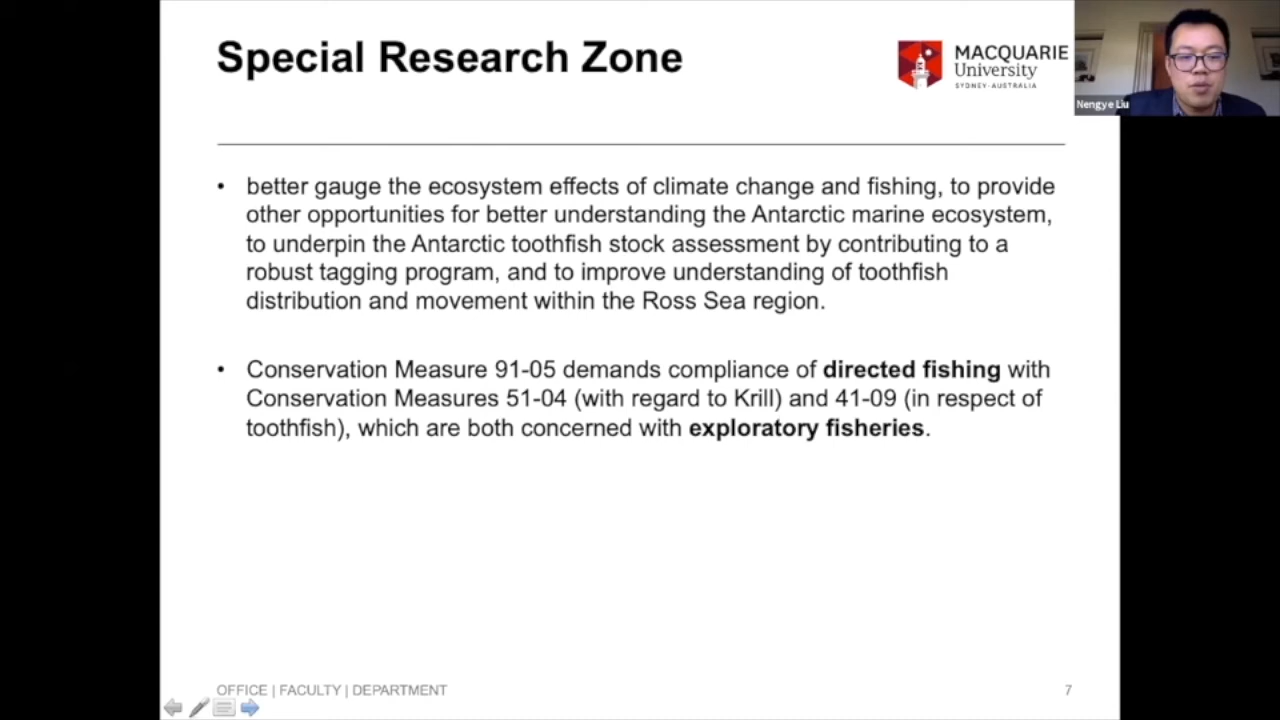 Special Research Zone
MACQUARIE
University
SYDNEY·AUSTRALIA
Nengye Liu
• better gauge the ecosystem effects of climate change and fishing, to provide
other opportunities for better understanding the Antarctic marine ecosystem,
to underpin the Antarctic toothfish stock assessment by contributing to a
robust tagging program, and to improve understanding of toothfish
distribution and movement within the Ross Sea region.
• Conservation Measure 91-05 demands compliance of directed fishing with
Conservation Measures 51-04 (with regard to Krill) and 41-09 (in respect of
toothfish), which are both concerned with exploratory fisheries.
OFFICE | FACULTY | DEPARTMENT
7